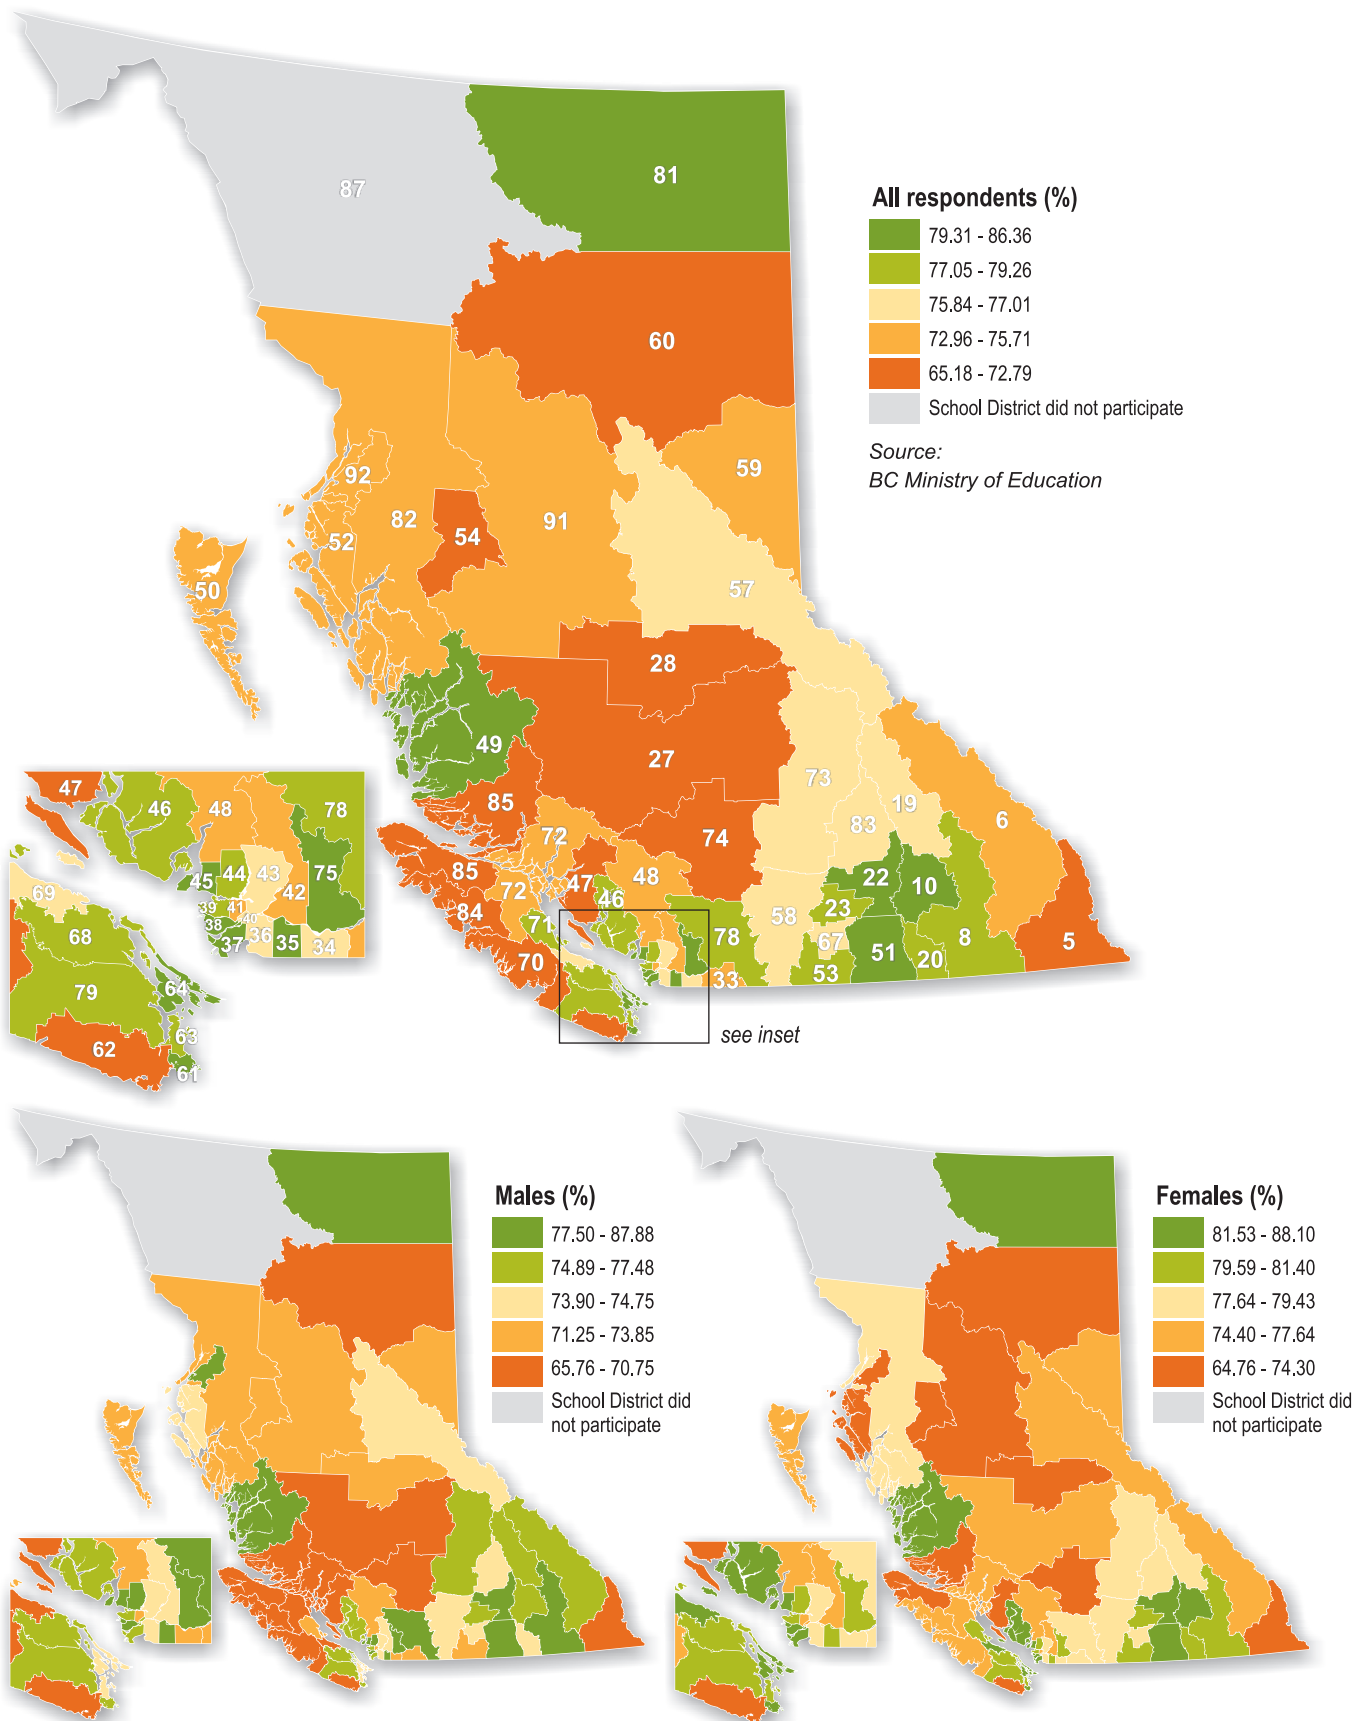 87
81
All respondents (%)
79.31 - 86.36
77.05 - 79.26
75.84 - 77.01
72.96 - 75.71
65.18 - 72.79
School District did not participate
Source:
BC Ministry of Education
60
59
92
82
54
91
52
50
57
28
49
27
73
19
6
85
83
74
72
85
72
47
48
22
10
46
84
23
58
71
78
67
8
5
70
51
20
53
33
see inset
47
46
48
78
45
44
43
75
42
69
39
41
40
38
36
37
35
34
68
64
79
63
62
61
Males (%)
77.50 - 87.88
74.89 - 77.48
73.90 - 74.75
71.25 - 73.85
65.76 - 70.75
School District did
not participate
Females (%)
81.53 - 88.10
79.59 - 81.40
77.64 - 79.43
74.40 - 77.64
64.76 - 74.30
School District did
not participate